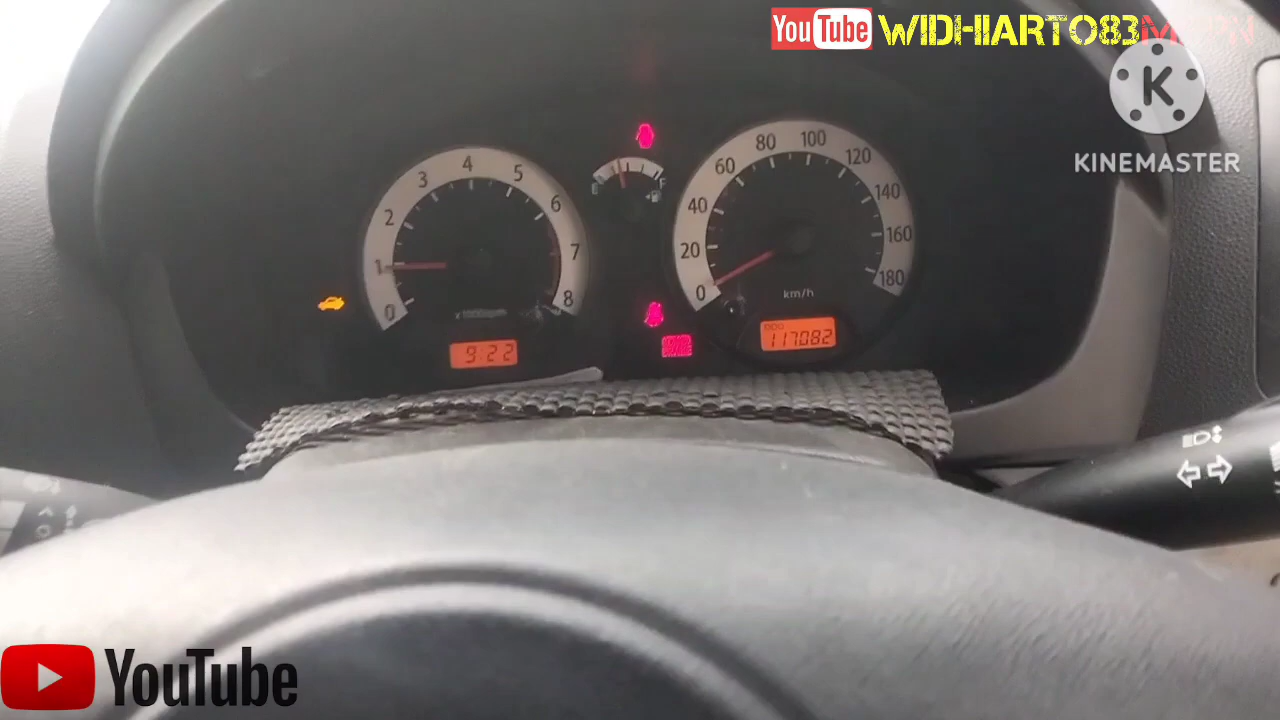 YouTube WIDHIARTO83
KINEMASTER
0 1 2 3 4 5 6 7 8
E F
0 20 40 60 80 100 120 140 160 180
km/h
9:22
117082
YouTube